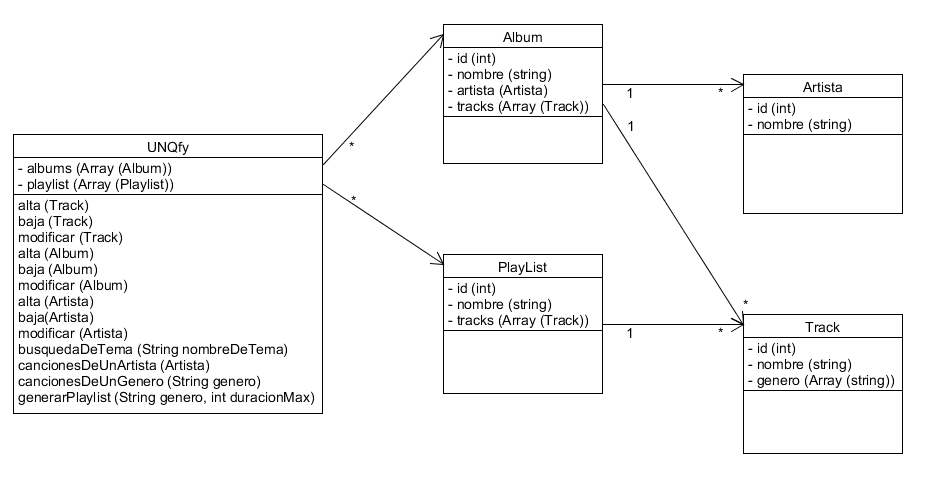 UNQfy
- albums (Array (Album))
- playlist (Array (Playlist))
alta (Track)
baja (Track)
modificar (Track)
alta (Album)
baja (Album)
modificar (Album)
alta (Artista)
baja(Artista)
modificar (Artista)
busquedaDeTema (String nombreDeTema)
cancionesDeUnArtista (Artista)
cancionesDeUnGenero (String genero)
generarPlaylist (String genero, int duracionMax)
*
*
Album
- id (int)
- nombre (string)
- artista (Artista)
- tracks (Array (Track))
1
*
1
*
Artista
- id (int)
- nombre (string)
PlayList
- id (int)
- nombre (string)
- tracks (Array (Track))
1
*
Track
- id (int)
- nombre (string)
- genero (Array (string))